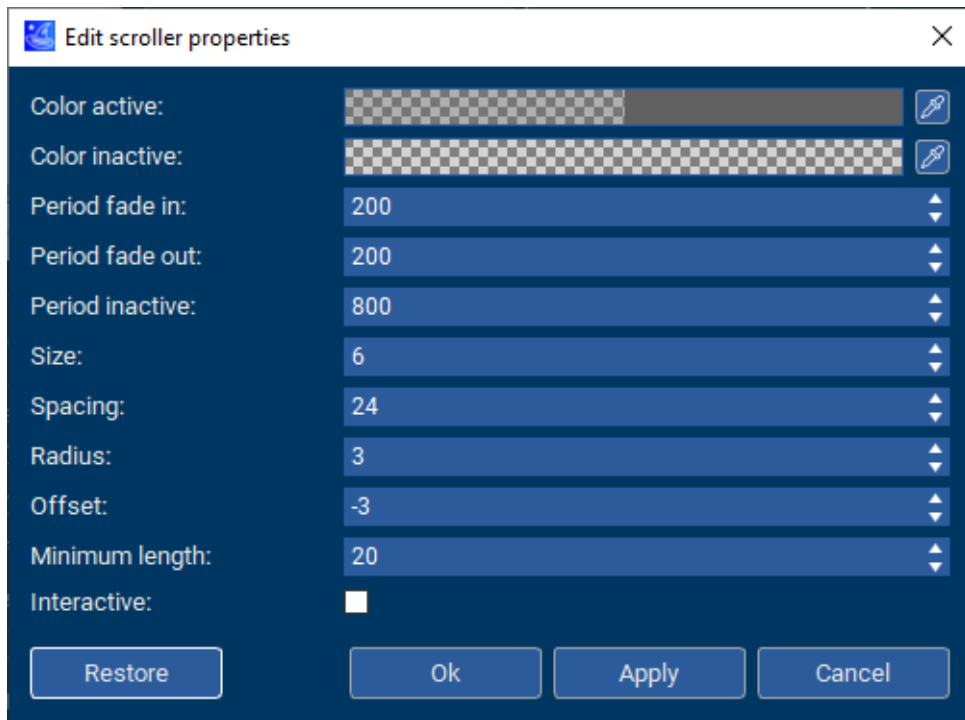 Edit scroller properties
Color active:
Color inactive:
Period fade in: 200
Period fade out: 200
Period inactive: 800
Size: 6
Spacing: 24
Radius: 3
Offset: -3
Minimum length: 20
Interactive:
Restore Ok Apply Cancel